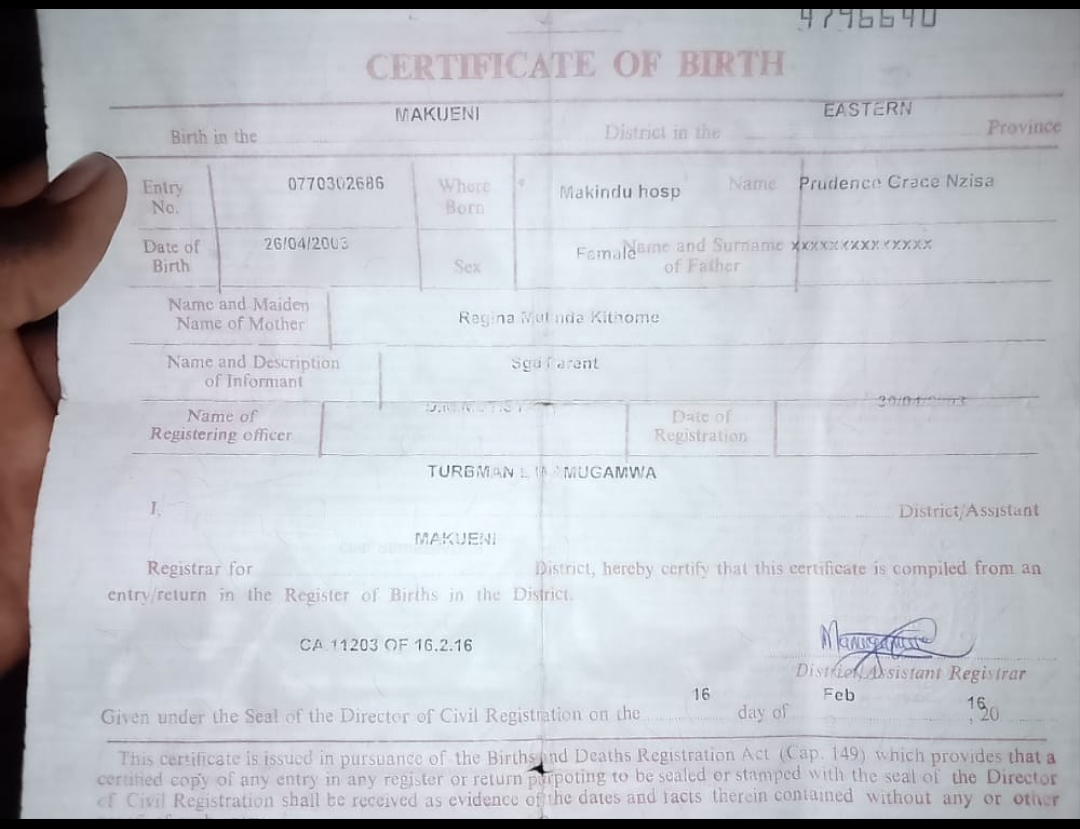 4796640
CERTIFICATE OF BIRTH
MAKUENI EASTERN
Birth in the District in the Province
Entry No. 0770302686 Where Born Makindu hosp Name Prudence Grace Nzisa
Date of Birth 26/04/2003 Sex Female Name and Surname of Father xxxxxxxxxxxxxxx
Name and Maiden Name of Mother Regina Kithome
Name and Description of Informant Sgd Parent
Name of Registering officer Date of Registration
MUGAMWA
I, District/Assistant
MAKUENI
Registrar for District, hereby certify that this certificate is compiled from an
entry/return in the Register of Births in the District.
CA 11203 OF 16.2.16
District/Assistant Registrar
16 Feb 16
Given under the Seal of the Director of Civil Registration on the day of , 20
This certificate is issued in pursuance of the Births and Deaths Registration Act (Cap. 149) which provides that a
certified copy of any entry in any register or return purpoting to be sealed or stamped with the seal of the Director
of Civil Registration shall be received as evidence of the dates and facts therein contained without any or other